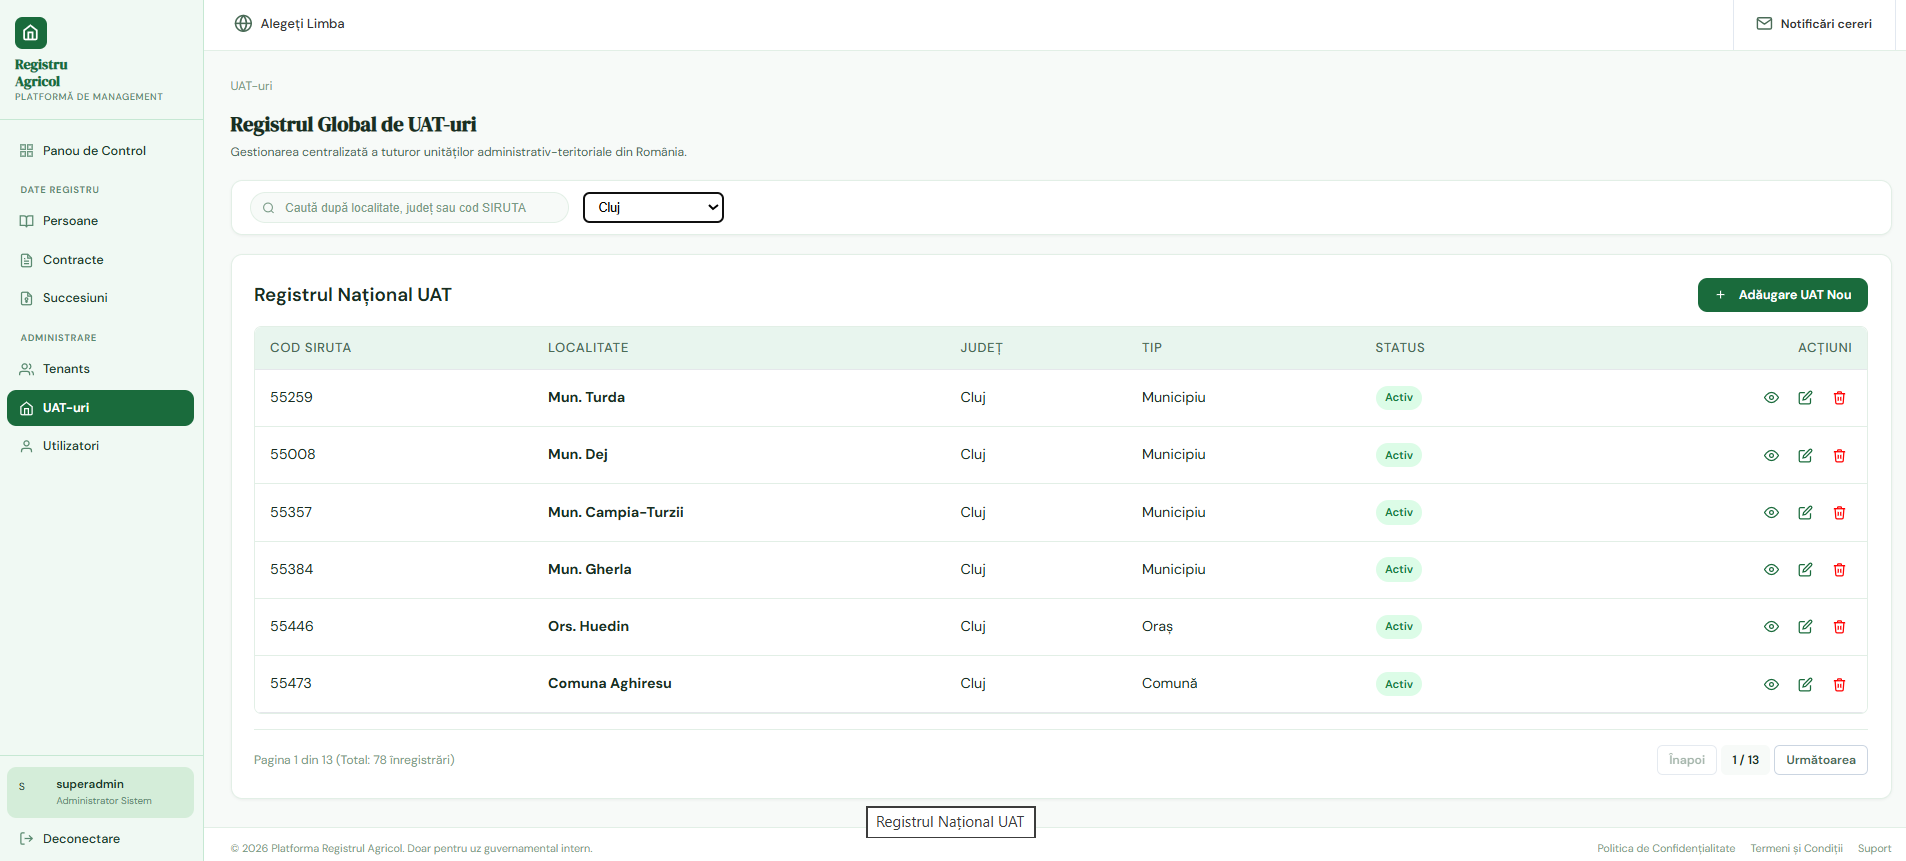 Registru
Agricol
PLATFORMĂ DE MANAGEMENT
Panou de Control
DATE REGISTRU
Persoane
Contracte
Succesiuni
ADMINISTRARE
Tenants
UAT-uri
Utilizatori
S
superadmin
Administrator Sistem
Deconectare
Alegeți Limba
Notificări cereri
UAT-uri
Registrul Global de UAT-uri
Gestionarea centralizată a tuturor unităților administrativ-teritoriale din România.
Caută după localitate, județ sau cod SIRUTA
Cluj
Registrul Național UAT
+ Adăugare UAT Nou
COD SIRUTA LOCALITATE JUDEȚ TIP STATUS ACȚIUNI
55259 Mun. Turda Cluj Municipiu Activ
55008 Mun. Dej Cluj Municipiu Activ
55357 Mun. Campia-Turzii Cluj Municipiu Activ
55384 Mun. Gherla Cluj Municipiu Activ
55446 Ors. Huedin Cluj Oraș Activ
55473 Comuna Aghiresu Cluj Comună Activ
Pagina 1 din 13 (Total: 78 înregistrări)
Înapoi 1 / 13 Următoarea
Registrul Național UAT
© 2026 Platforma Registrul Agricol. Doar pentru uz guvernamental intern.
Politica de Confidențialitate Termeni și Condiții Suport